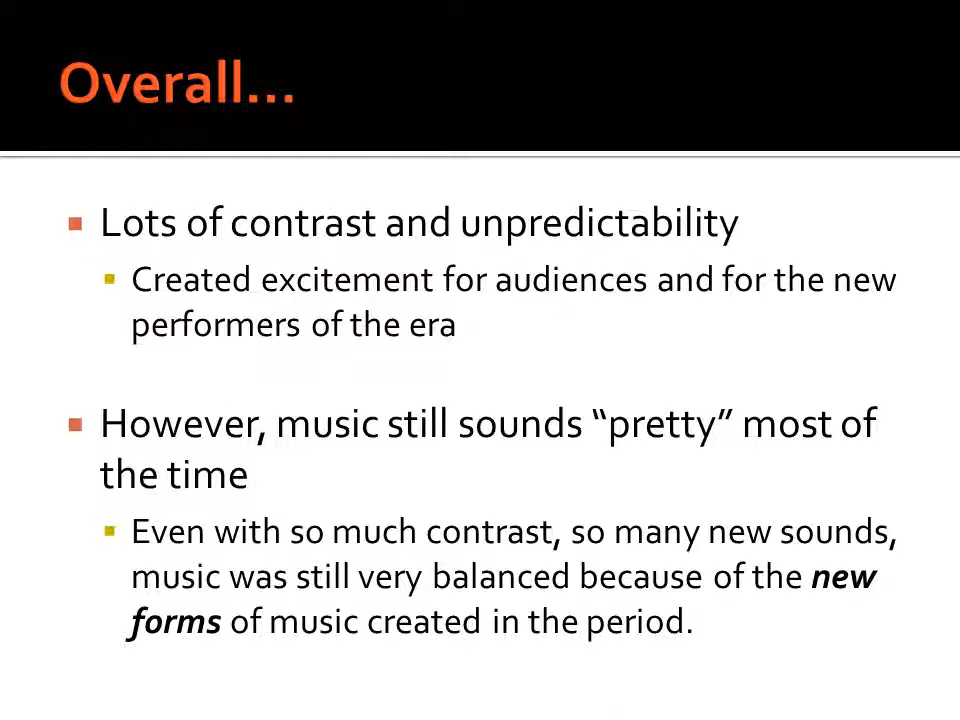 Overall...
Lots of contrast and unpredictability
Created excitement for audiences and for the new
performers of the era
However, music still sounds “pretty” most of
the time
Even with so much contrast, so many new sounds,
music was still very balanced because of the new
forms of music created in the period.